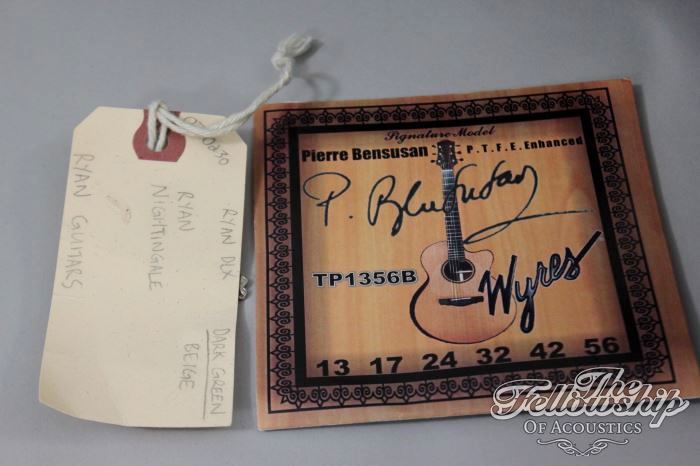 RYAN DLX
RYAN
NIGHTINGALE
DARK GREEN
BEIGE
RYAN GUITARS
Signature Model
Pierre Bensusan P.T.F.E. Enhanced
P. Bensusan
TP1356B
Wyres
13 17 24 32 42 56
The
Fellowship
OF ACOUSTICS